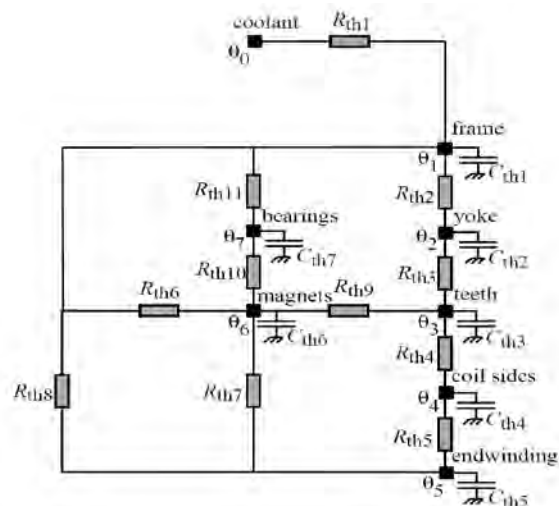 coolant
Rth1
θ0
frame
θ1
Cth1
Rth11
Rth2
bearings
yoke
θ7
Cth7
θ2
Cth2
Rth10
Rth3
Rth6
magnets
Rth9
teeth
θ6
Cth6
θ3
Cth3
Rth4
Rth8
Rth7
coil sides
θ4
Cth4
Rth5
endwinding
θ5
Cth5